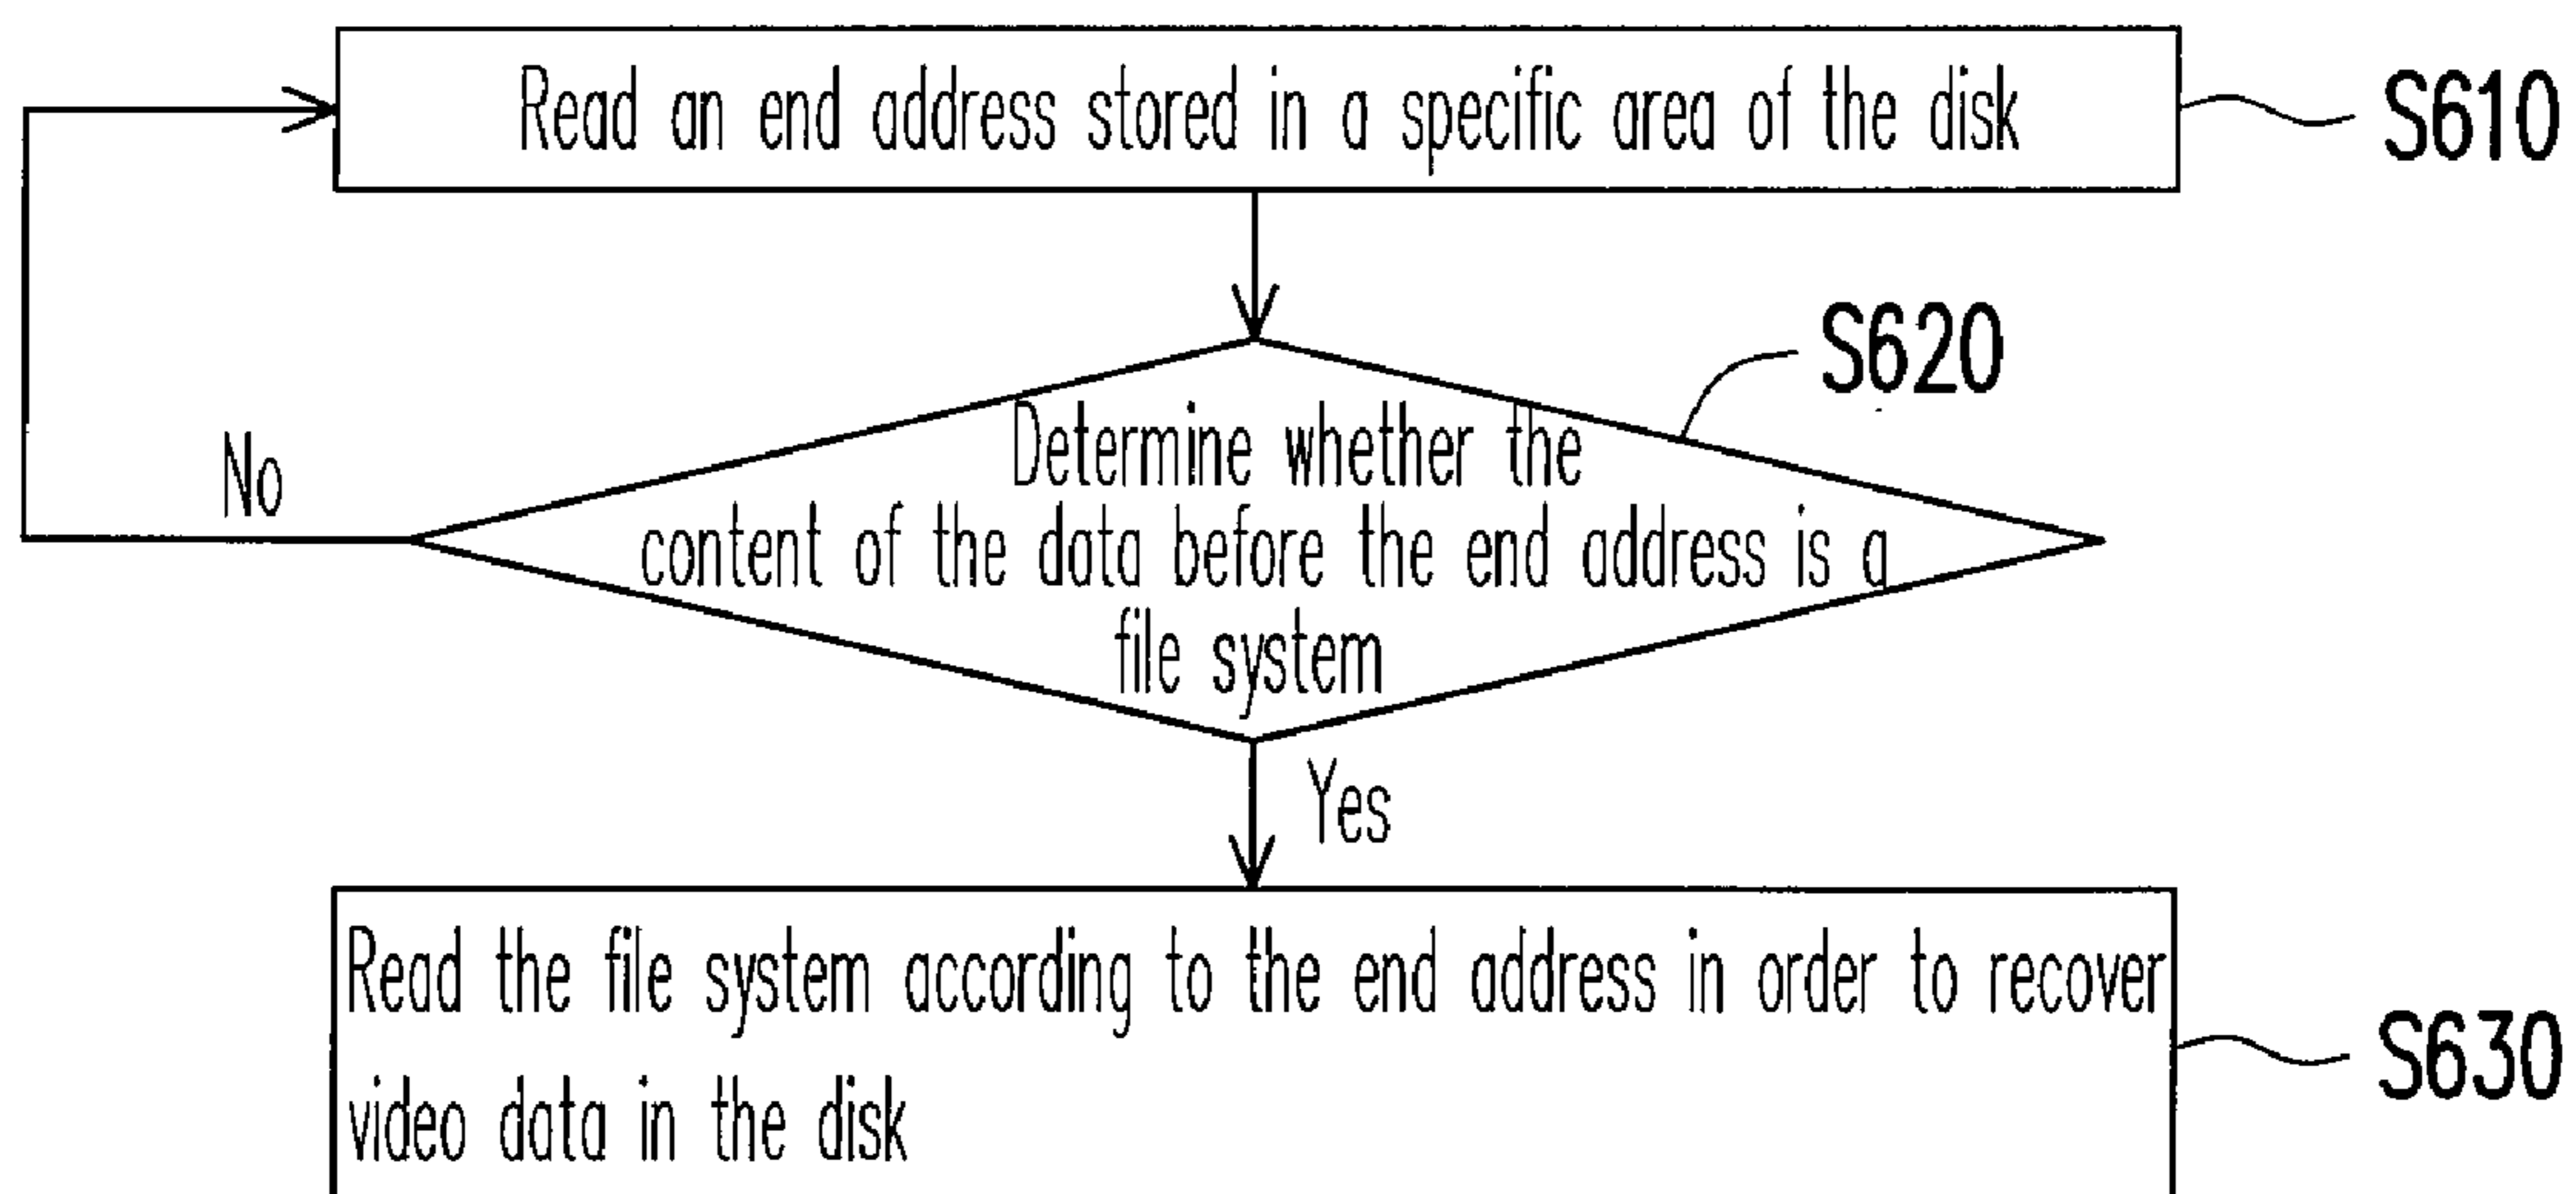 Read an end address stored in a specific area of the disk
S610
S620
Determine whether the
content of the data before the end address is a
file system
No
Yes
Read the file system according to the end address in order to recover
video data in the disk
S630